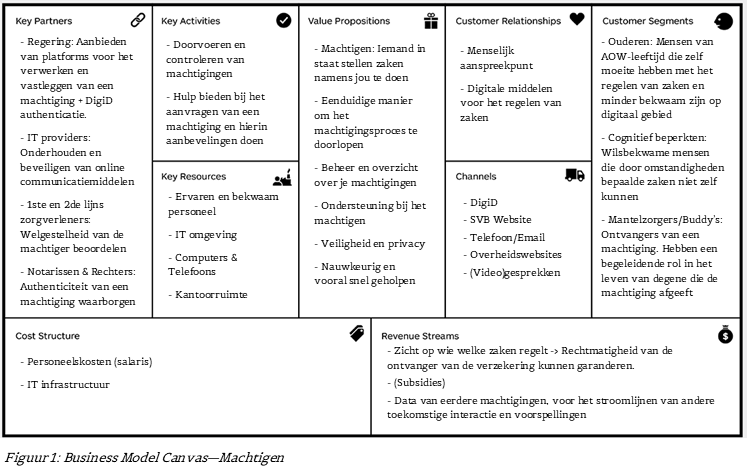 Key Partners
- Regering: Aanbieden
van platforms voor het
verwerken en
vastleggen van een
machtiging + DigiD
authenticatie.
- IT providers:
Onderhouden en
beveiligen van online
communicatiemiddelen
- 1ste en 2de lijns
zorgverleners:
Welgestelheid van de
machtiger beoordelen
- Notarissen & Rechters:
Authenticiteit van een
machtiging waarborgen
Key Activities
- Doorvoeren en
controleren van
machtigingen
- Hulp bieden bij het
aanvragen van een
machtiging en hierin
aanbevelingen doen
Key Resources
- Ervaren en bekwaam
personeel
- IT omgeving
- Computers &
Telefoons
- Kantoorruimte
Value Propositions
- Machtigen: Iemand in
staat stellen zaken
namens jou te doen
- Eenduidige manier
om het
machtigingsproces te
doorlopen
- Beheer en overzicht
over je machtigingen
- Ondersteuning bij het
machtigen
- Veiligheid en privacy
- Nauwkeurig en
vooral snel geholpen
Customer Relationships
- Menselijk
aanspreekpunt
- Digitale middelen
voor het regelen van
zaken
Channels
- DigiD
- SVB Website
- Telefoon/Email
- Overheidswebsites
- (Video)gesprekken
Customer Segments
- Ouderen: Mensen van
AOW-leeftijd die zelf
moeite hebben met het
regelen van zaken en
minder bekwaam zijn op
digitaal gebied
- Cognitief beperkten:
Wilsbekwame mensen
die door omstandigheden
bepaalde zaken niet zelf
kunnen
- Mantelzorgers/Buddy's:
Ontvangers van een
machtiging. Hebben een
begeleidende rol in het
leven van degene die de
machtiging afgeeft
Cost Structure
- Personeelskosten (salaris)
- IT infrastructuur
Revenue Streams
- Zicht op wie welke zaken regelt -> Rechtmatigheid van de
ontvanger van de verzekering kunnen garanderen.
- (Subsidies)
- Data van eerdere machtigingen, voor het stroomlijnen van andere
toekomstige interactie en voorspellingen
Figuur 1: Business Model Canvas—Machtigen